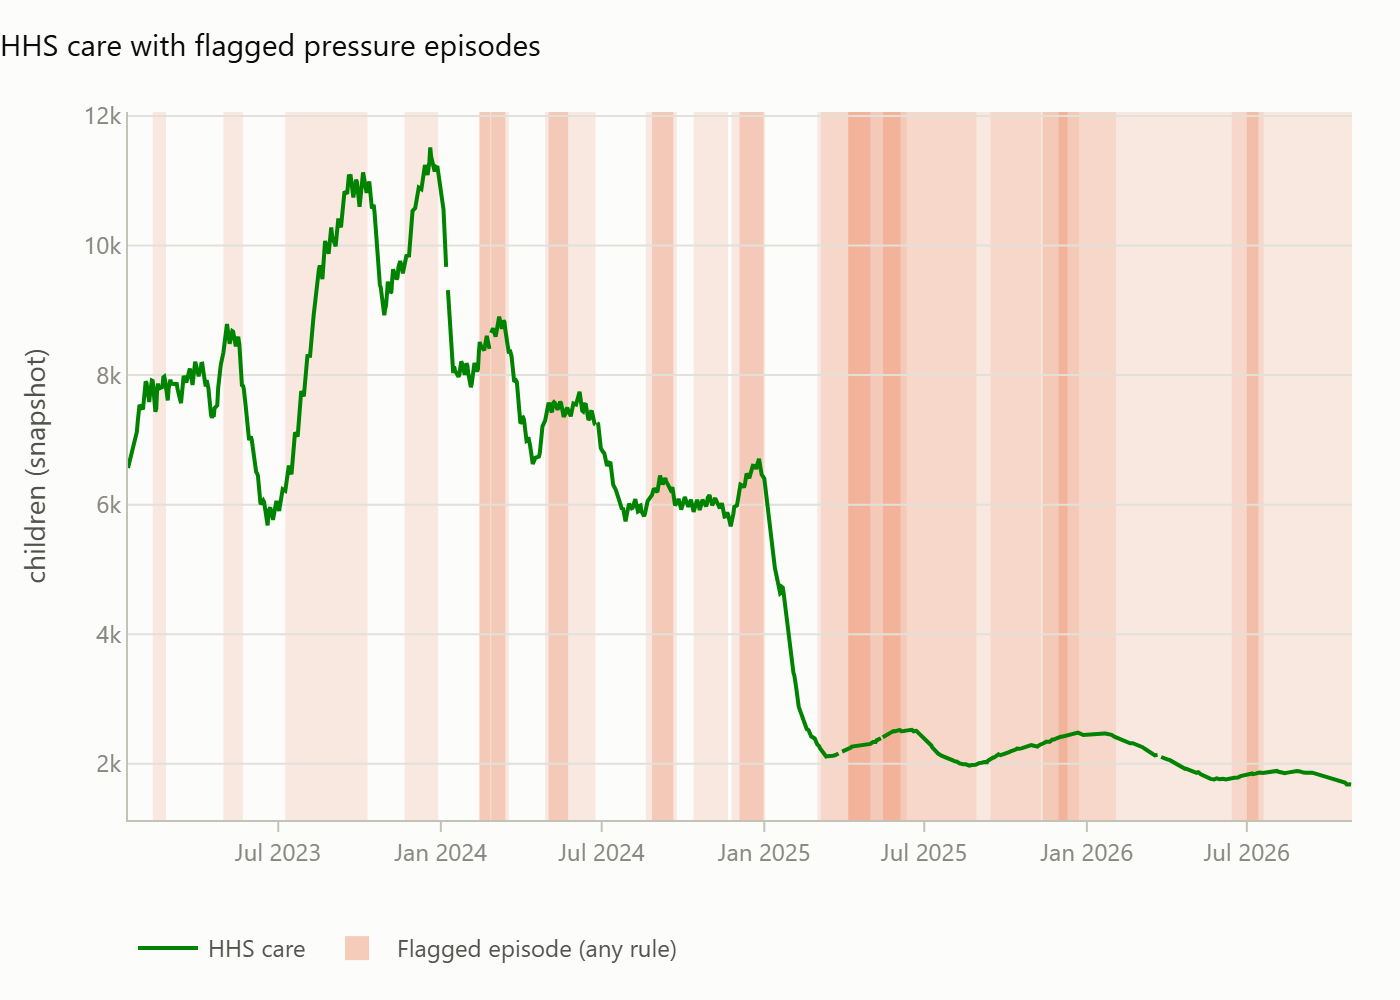 HHS care with flagged pressure episodes
12k
10k
8k
6k
4k
2k
children (snapshot)
Jul 2023
Jan 2024
Jul 2024
Jan 2025
Jul 2025
Jan 2026
Jul 2026
HHS care
Flagged episode (any rule)